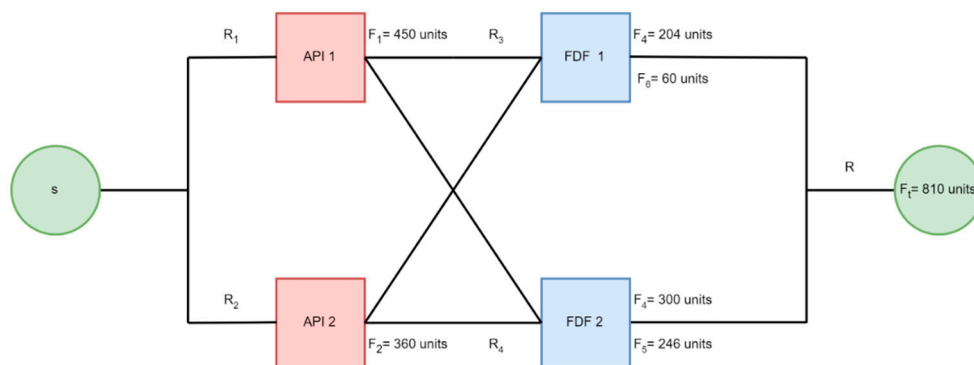 R₁
API 1
F₁= 450 units
R₃
FDF 1
F₄= 204 units
F₆= 60 units
s
R
Fₜ= 810 units
R₂
API 2
F₂= 360 units
R₄
FDF 2
F₄= 300 units
F₅= 246 units